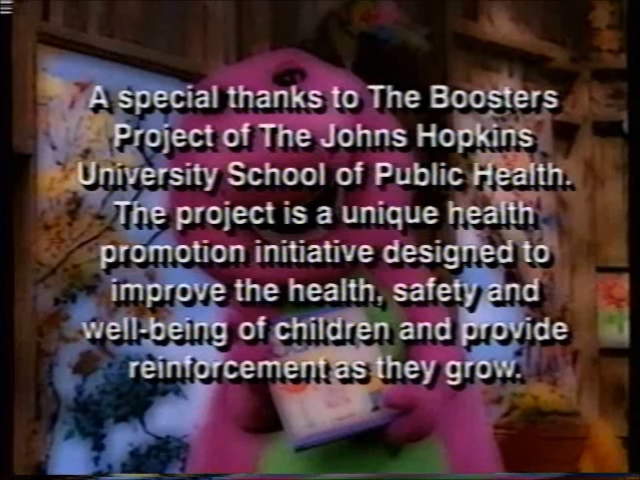 A special thanks to The Boosters
Project of The Johns Hopkins
University School of Public Health.
The project is a unique health
promotion initiative designed to
improve the health, safety and
well-being of children and provide
reinforcement as they grow.